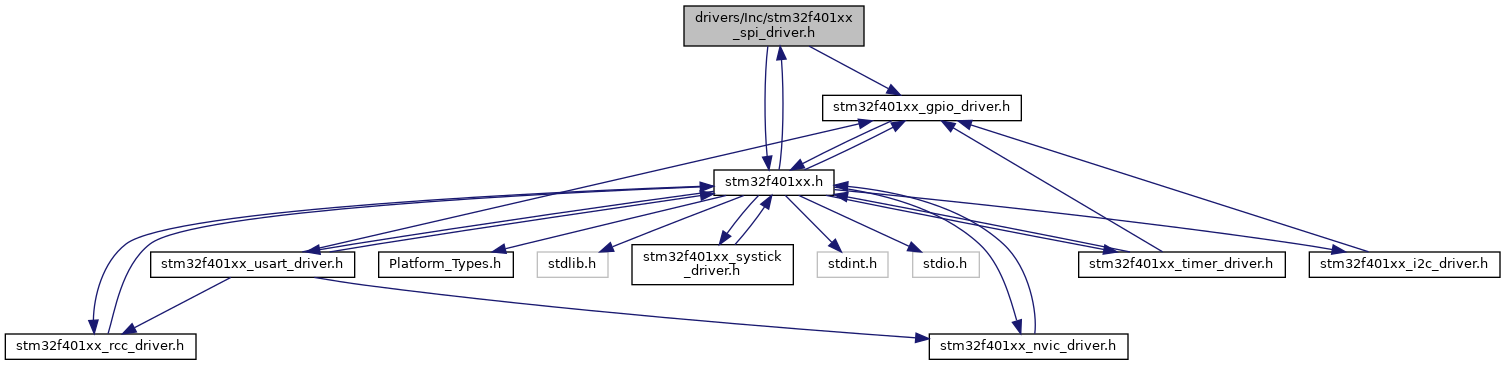 drivers/Inc/stm32f401xx
_spi_driver.h
stm32f401xx_gpio_driver.h
stm32f401xx.h
stm32f401xx_usart_driver.h
Platform_Types.h
stdlib.h
stm32f401xx_systick
_driver.h
stdint.h
stdio.h
stm32f401xx_timer_driver.h
stm32f401xx_i2c_driver.h
stm32f401xx_rcc_driver.h
stm32f401xx_nvic_driver.h